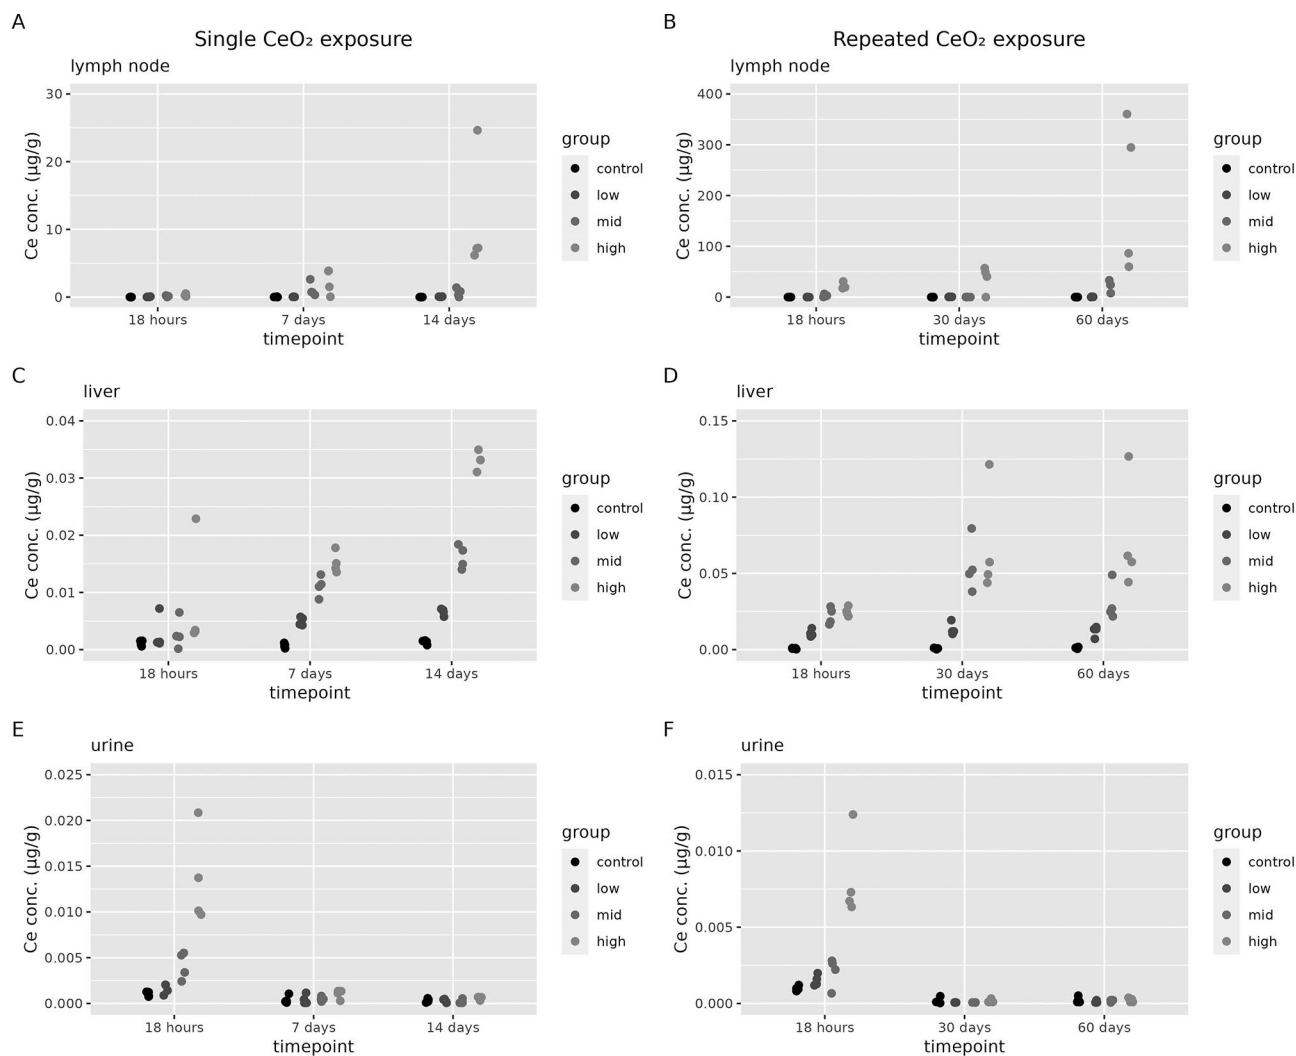 A
Single CeO₂ exposure
lymph node
30
20
10
0
Ce conc. (µg/g)
18 hours
7 days
14 days
timepoint
group
control
low
mid
high
B
Repeated CeO₂ exposure
lymph node
400
300
200
100
0
Ce conc. (µg/g)
18 hours
30 days
60 days
timepoint
group
control
low
mid
high
C
liver
0.04
0.03
0.02
0.01
0.00
Ce conc. (µg/g)
18 hours
7 days
14 days
timepoint
group
control
low
mid
high
D
liver
0.15
0.10
0.05
0.00
Ce conc. (µg/g)
18 hours
30 days
60 days
timepoint
group
control
low
mid
high
E
urine
0.025
0.020
0.015
0.010
0.005
0.000
Ce conc. (µg/g)
18 hours
7 days
14 days
timepoint
group
control
low
mid
high
F
urine
0.015
0.010
0.005
0.000
Ce conc. (µg/g)
18 hours
30 days
60 days
timepoint
group
control
low
mid
high